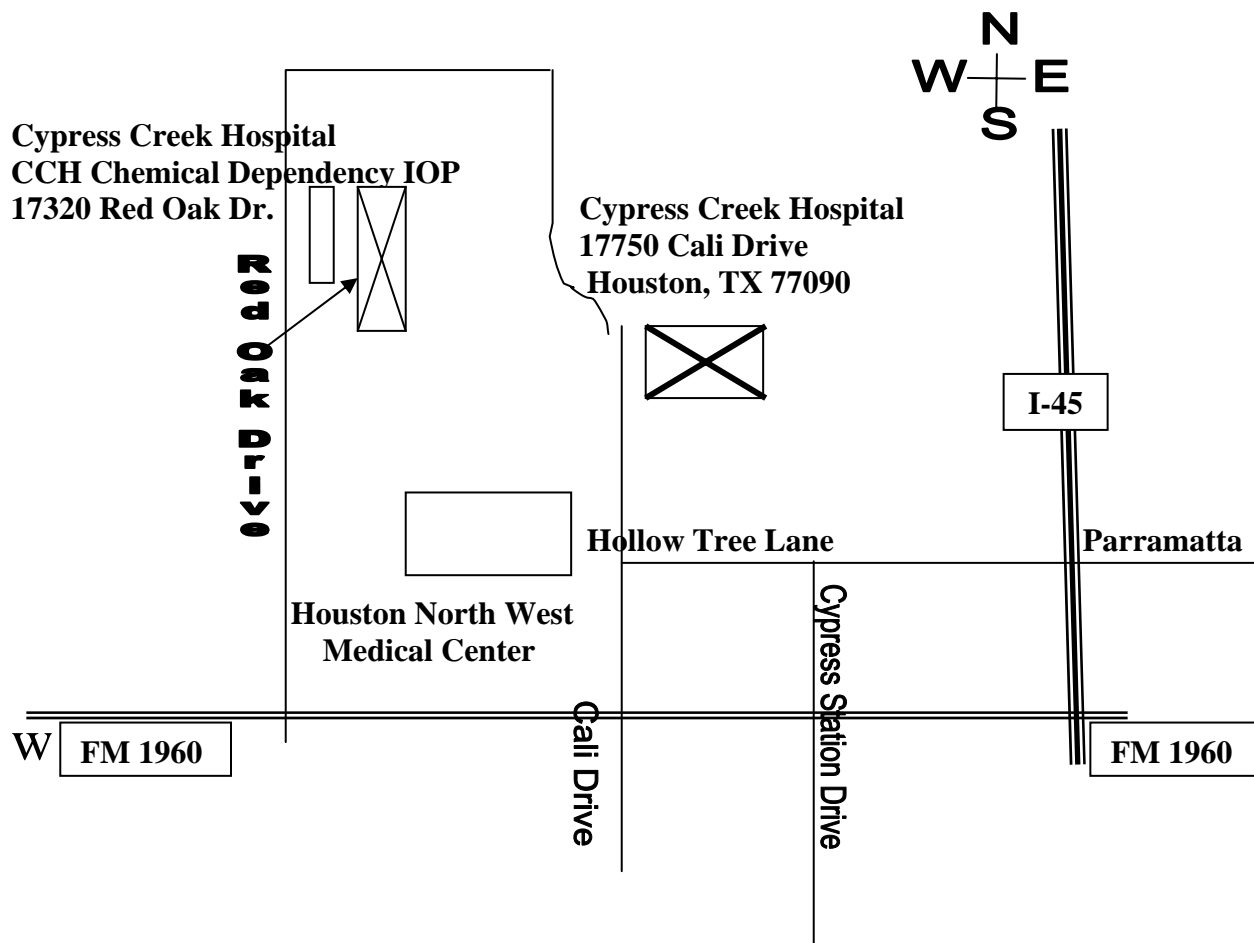 N
W E
S
Cypress Creek Hospital
CCH Chemical Dependency IOP
17320 Red Oak Dr.
Cypress Creek Hospital
17750 Cali Drive
Houston, TX 77090
Red Oak Drive
I-45
Hollow Tree Lane
Parramatta
Houston North West
Medical Center
Cypress Station Drive
Cali Drive
W FM 1960
FM 1960